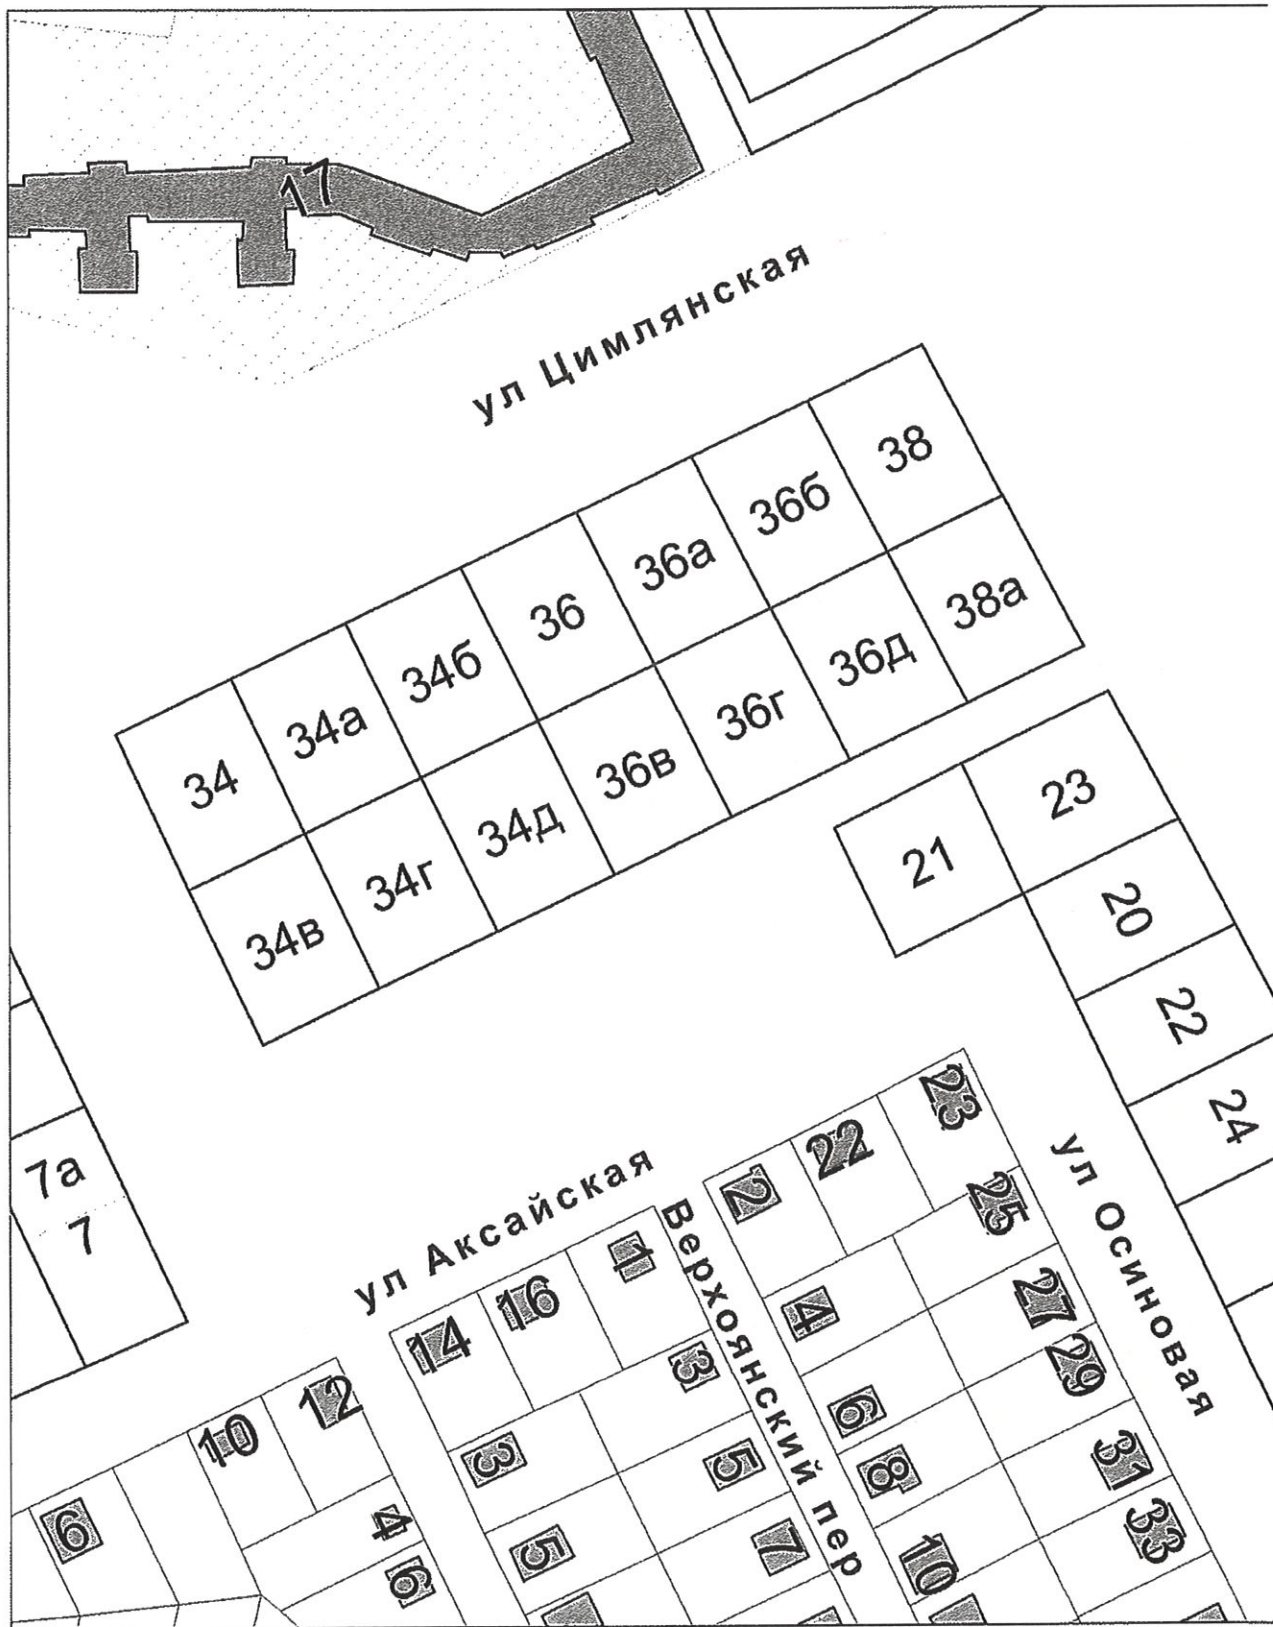 17
ул Цимлянская
38
36б
36а
36
34б
34а
34
38а
36д
36г
36в
34д
34г
34в
23
21
20
22
24
7а
7
ул Аксайская
Верхоянский пер
ул Осиновая
23
22
2
25
4
27
29
6
8
31
33
10
1
16
14
3
3
5
5
7
12
10
6
4
6